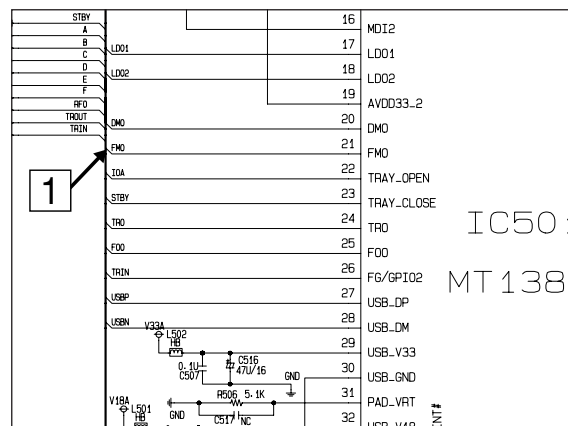 STBY
A
B
C
D
E
F
RFO
TROUT
TRIN
LDO1
LDO2
DMO
FMO
IOA
STBY
TRO
FOO
TRIN
USBP
USBN
1
16 MDI2
17 LDO1
18 LDO2
19 AVDD33_2
20 DMO
21 FMO
22 TRAY_OPEN
23 TRAY_CLOSE
24 TRO
25 FOO
26 FG/GPIO2
27 USB_DP
28 USB_DM
29 USB_V33
30 USB_GND
31 PAD_VRT
32
IC50
MT138
V33A
L502
HB
0.1U
C507
C516
47U/16
GND
R506 5.1K
GND
C517 NC
V18A
L501
HB